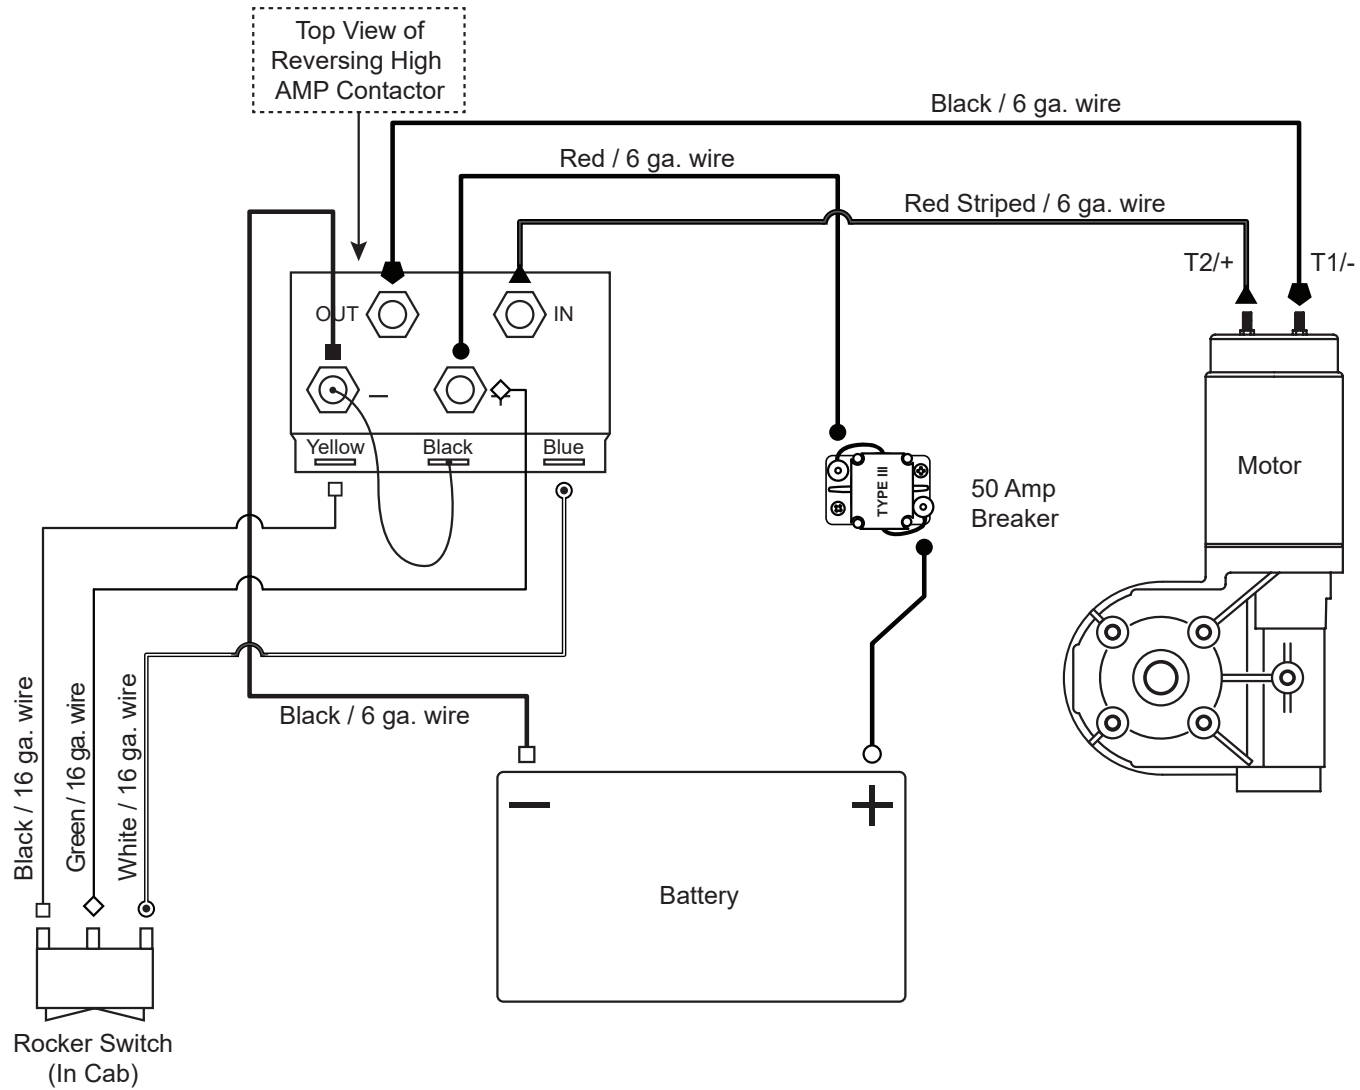 Top View of
Reversing High
AMP Contactor
Black / 6 ga. wire
Red / 6 ga. wire
Red Striped / 6 ga. wire
T2/+
T1/-
OUT
IN
Yellow
Black
Blue
TYPE III
50 Amp
Breaker
Motor
Black / 16 ga. wire
Green / 16 ga. wire
White / 16 ga. wire
Black / 6 ga. wire
Battery
Rocker Switch
(In Cab)